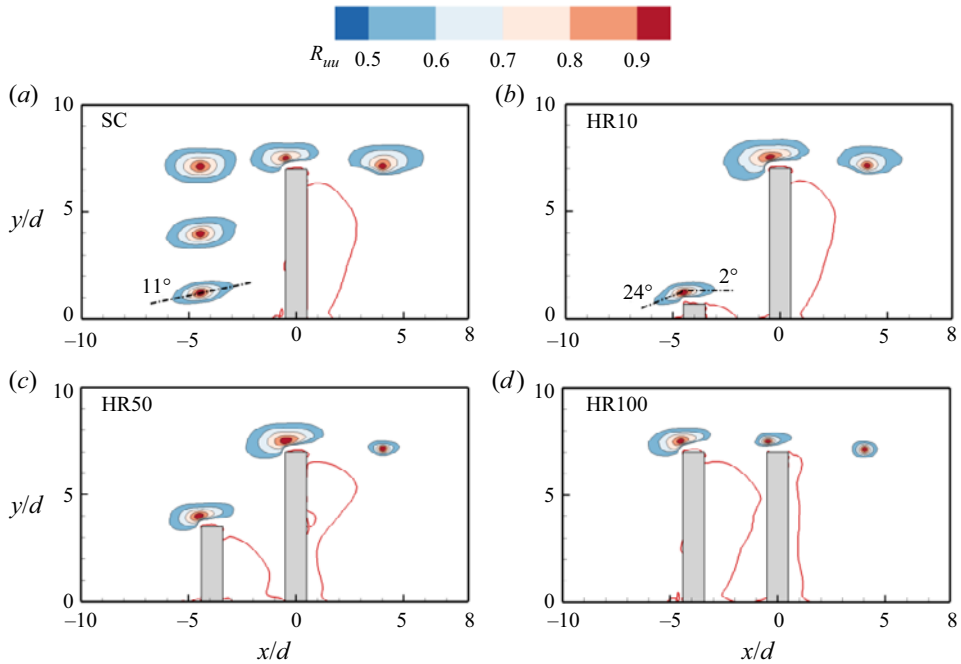 R_uu 0.5 0.6 0.7 0.8 0.9
(a) (b)
10 SC 10 HR10
y/d 5 5
11° 24° 2°
0 0
−10 −5 0 5 8 −10 −5 0 5 8
(c) (d)
10 HR50 10 HR100
y/d 5 5
0 0
−10 −5 0 5 8 −10 −5 0 5 8
x/d x/d